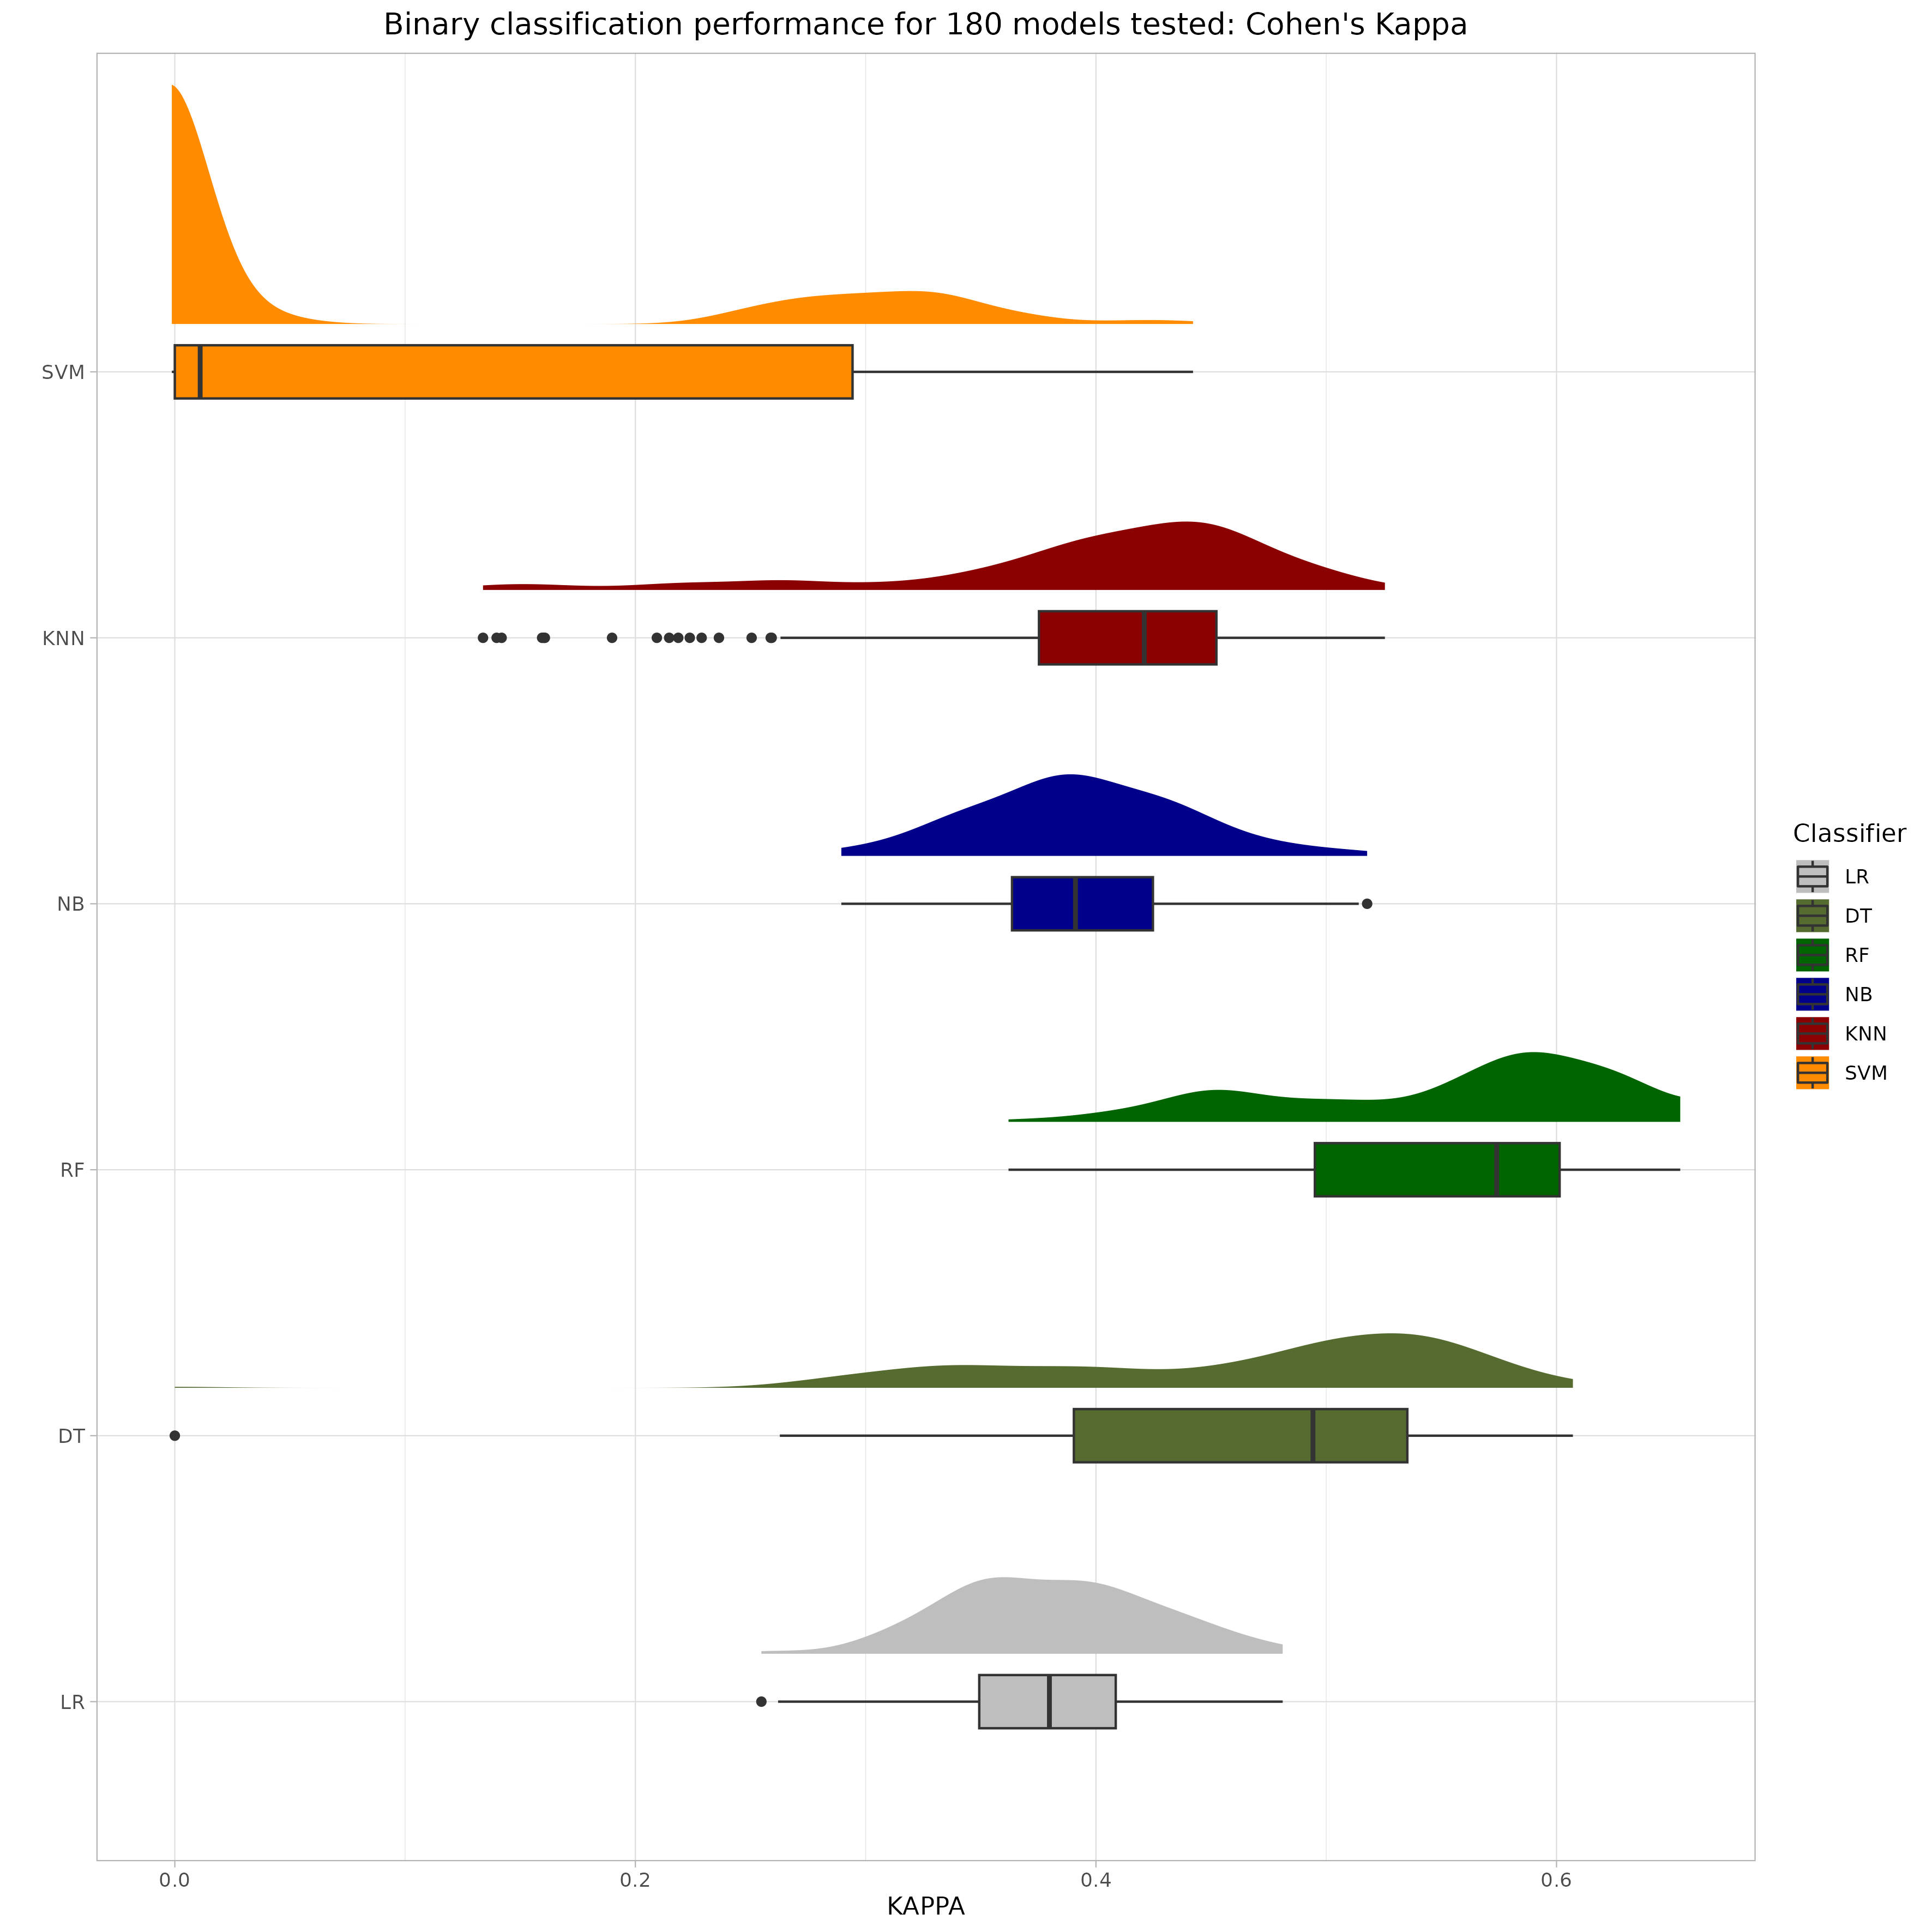 Binary classification performance for 180 models tested: Cohen's Kappa
SVM
KNN
NB
RF
DT
LR
0.0
0.2
0.4
0.6
KAPPA
Classifier
LR
DT
RF
NB
KNN
SVM